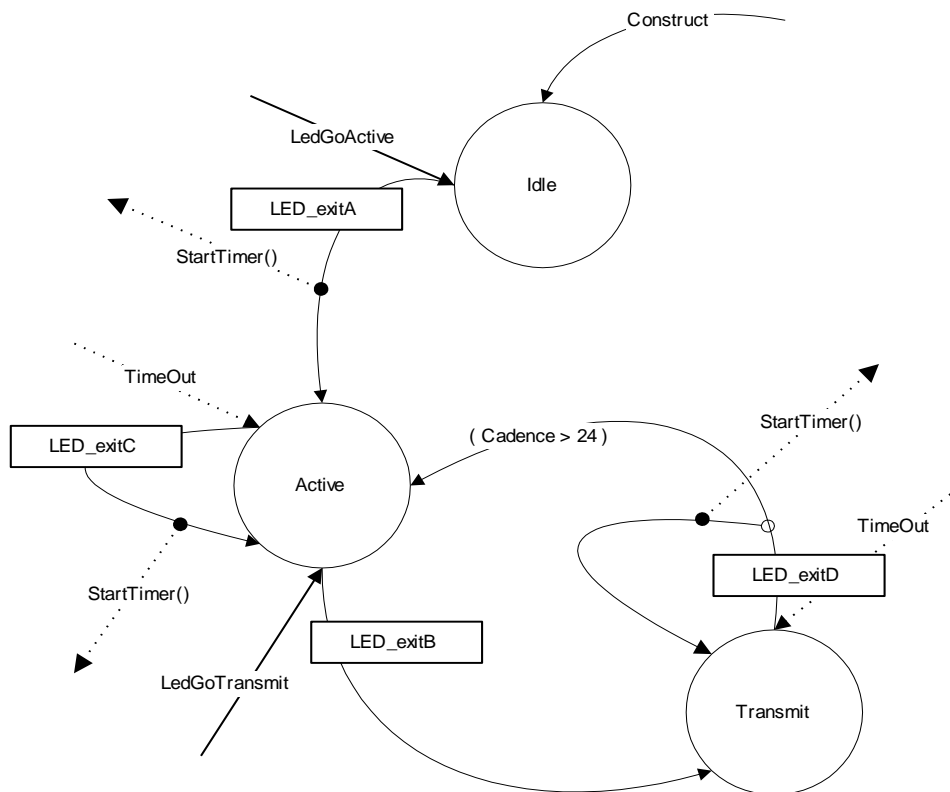 Construct
LedGoActive
Idle
LED_exitA
StartTimer()
TimeOut
StartTimer()
( Cadence > 24 )
LED_exitC
Active
TimeOut
LED_exitD
StartTimer()
LED_exitB
LedGoTransmit
Transmit